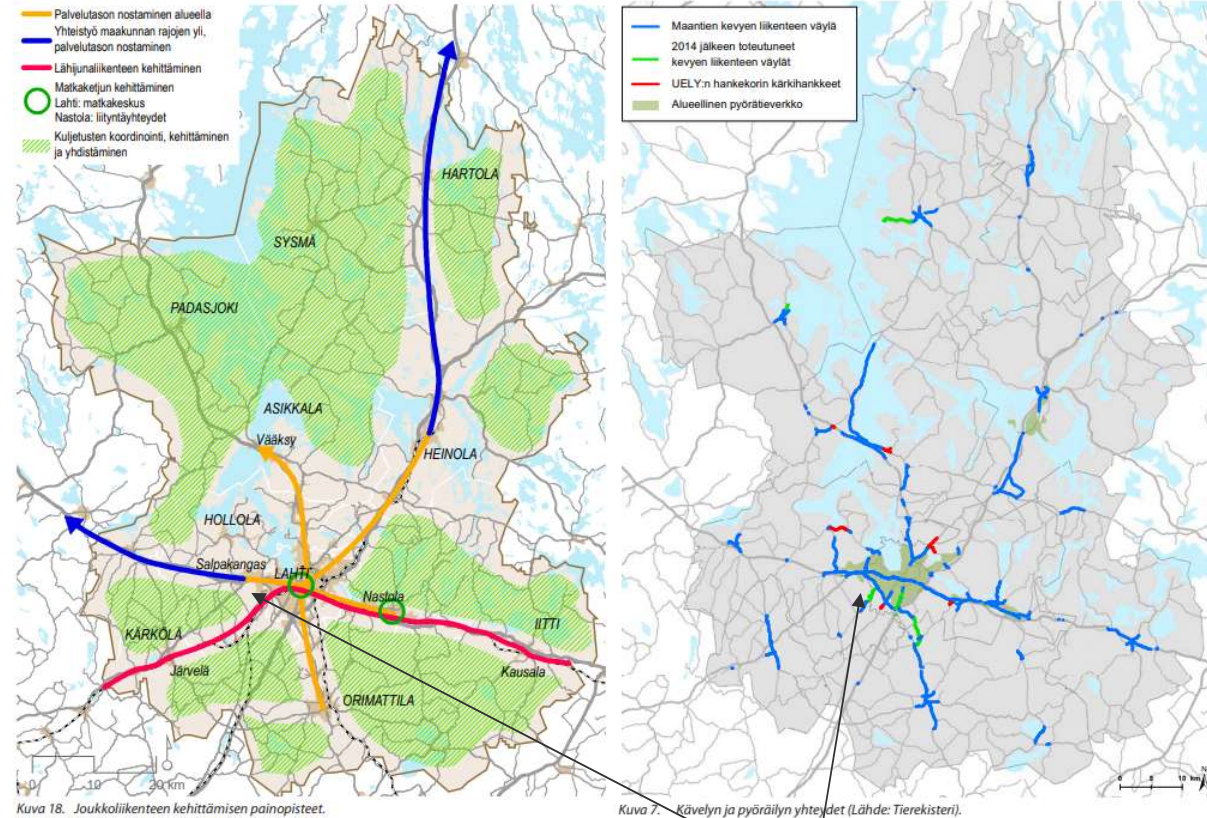 Palvelutason nostaminen alueella
Yhteistyö maakunnan rajojen yli,
palvelutason nostaminen
Lähijunaliikenteen kehittäminen
Matkaketjun kehittäminen
Lahti: matkakeskus
Nastola: liityntäyhteydet
Kuljetusten koordinointi, kehittäminen
ja yhdistäminen
HARTOLA
SYSMÄ
PADASJOKI
ASIKKALA
Vääksy
HEINOLA
HOLLOLA
Salpakangas
LAHTI
Nastola
IITTI
KÄRKÖLÄ
Järvelä
Kausala
ORIMATTILA
0 10 20 km
Kuva 18. Joukkoliikenteen kehittämisen painopisteet.
Maantien kevyen liikenteen väylä
2014 jälkeen toteutuneet
kevyen liikenteen väylät
UELY:n hankekorin kärkihankkeet
Alueellinen pyörätieverkko
N
0 5 10 km
Kuva 7. Kävelyn ja pyöräilyn yhteydet (Lähde: Tierekisteri).